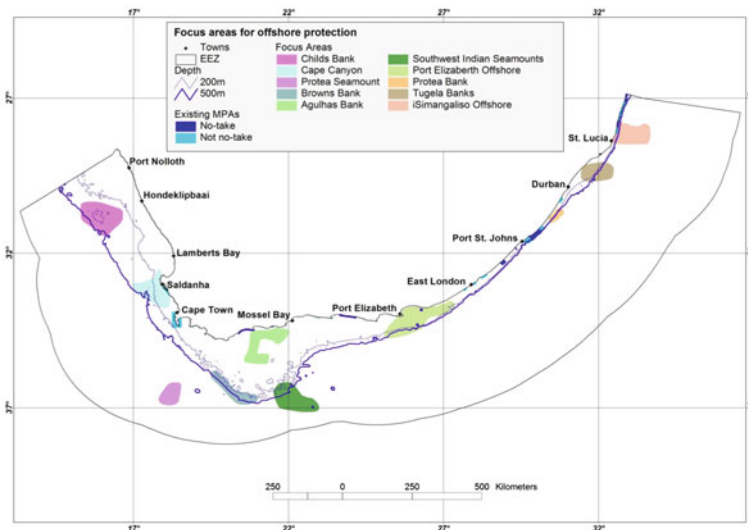 17° 22° 27° 32°
Focus areas for offshore protection
Towns
EEZ
Depth
200m
500m
Existing MPAs
No-take
Not no-take
Focus Areas
Childs Bank
Cape Canyon
Protea Seamount
Browns Bank
Agulhas Bank
Southwest Indian Seamounts
Port Elizaberth Offshore
Protea Bank
Tugela Banks
iSimangaliso Offshore
27° 27°
St. Lucia
Port Nolloth
Durban
Hondeklipbaai
Port St. Johns
32° 32°
Lamberts Bay
Saldanha
East London
Cape Town
Mossel Bay
Port Elizabeth
37° 37°
250 0 250 500 Kilometers
17° 22° 27° 32°